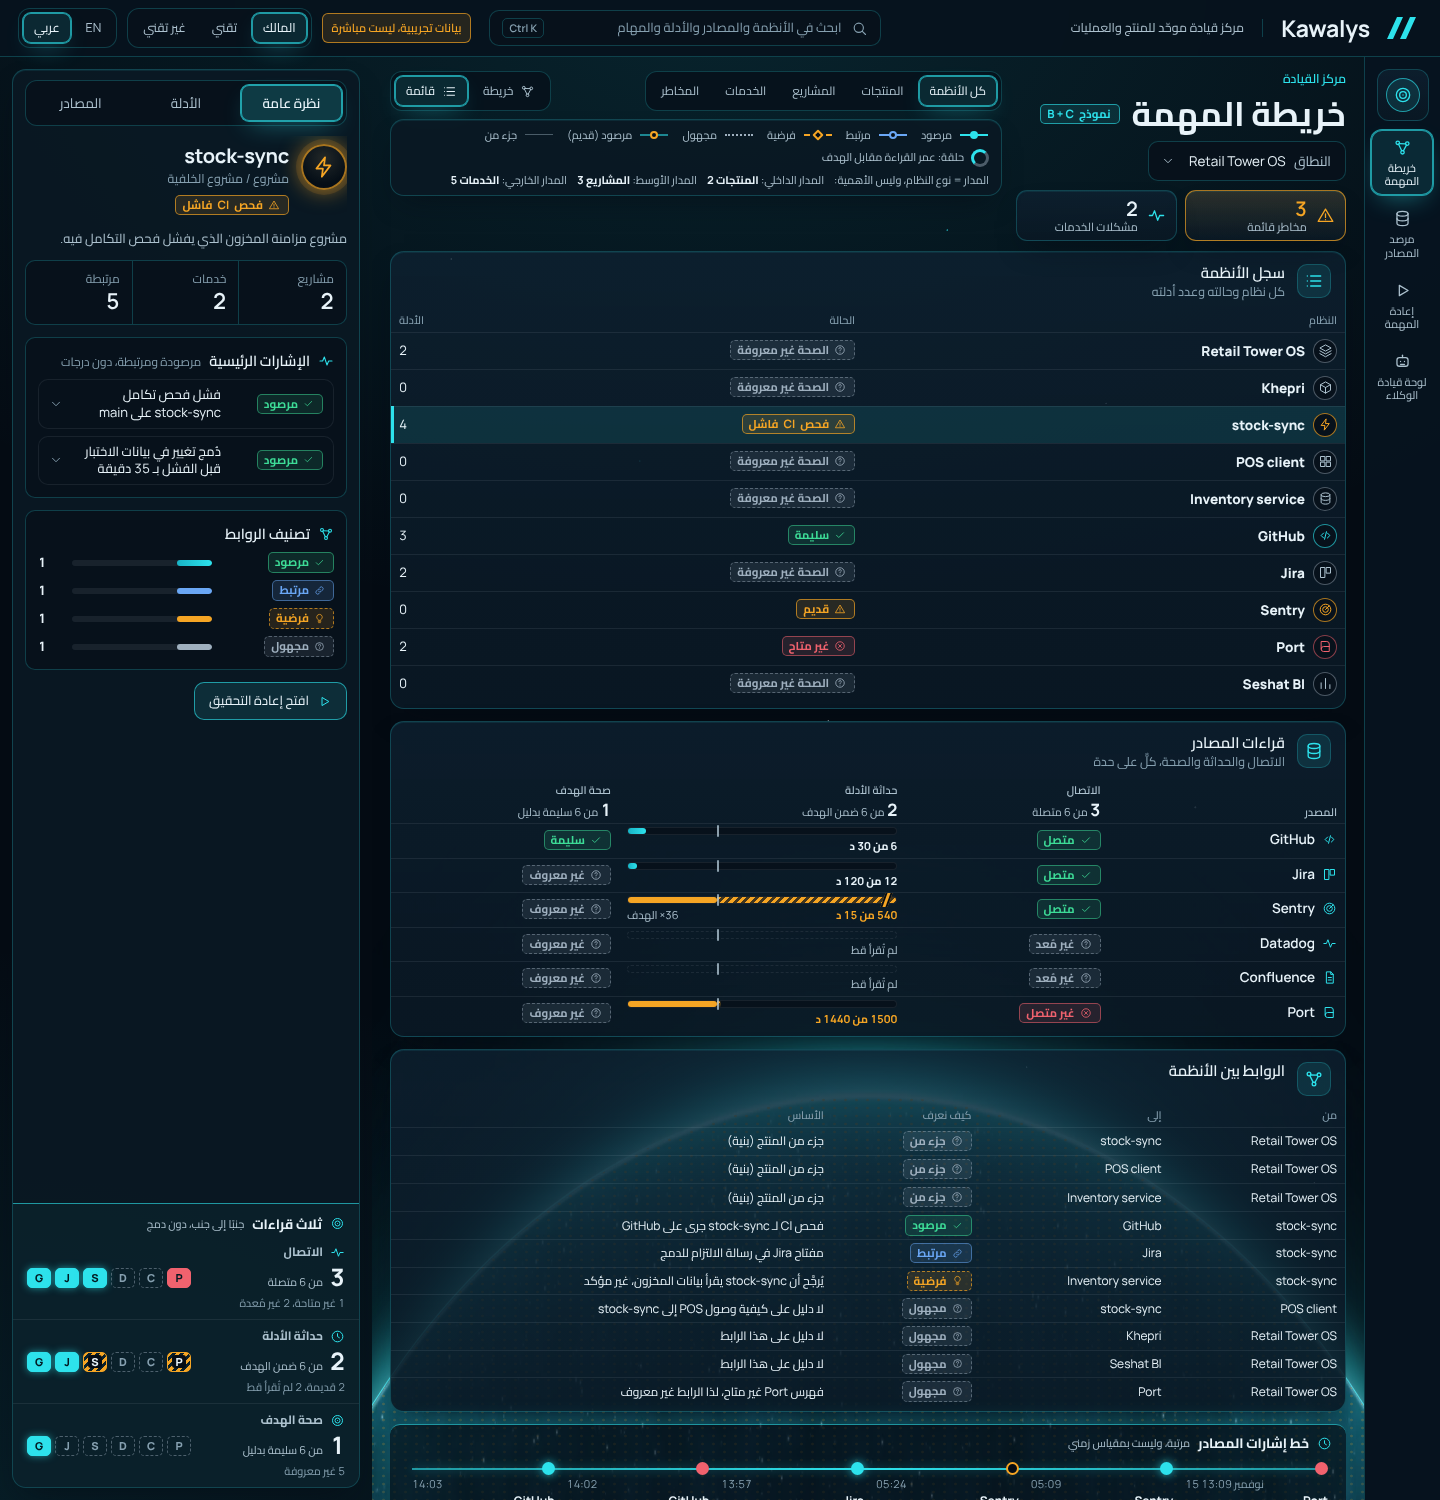 Kawalys
مركز قيادة موحّد للمنتج والعمليات
ابحث في الأنظمة والمصادر والأدلة والمهام
Ctrl K
بيانات تجريبية، ليست مباشرة
المالك
تقني
غير تقني
EN
عربي
خريطة المهمة
مرصد المصادر
إعادة المهمة
لوحة قيادة الوكلاء
مركز القيادة
خريطة المهمة
نموذج B + C
النطاق Retail Tower OS
3
مخاطر قائمة
2
مشكلات الخدمات
كل الأنظمة
المنتجات
المشاريع
الخدمات
المخاطر
خريطة
قائمة
مرصود
مرتبط
فرضية
مجهول
مرصود (قديم)
جزء من
حلقة: عمر القراءة مقابل الهدف
المدار = نوع النظام، وليس الأهمية: المدار الداخلي: المنتجات 2 المدار الأوسط: المشاريع 3 المدار الخارجي: الخدمات 5
سجل الأنظمة
كل نظام وحالته وعدد أدلته
النظام الحالة الأدلة
Retail Tower OS الصحة غير معروفة 2
Khepri الصحة غير معروفة 0
stock-sync فحص CI فاشل 4
POS client الصحة غير معروفة 0
Inventory service الصحة غير معروفة 0
GitHub سليمة 3
Jira الصحة غير معروفة 2
Sentry قديم 0
Port غير متاح 2
Seshat BI الصحة غير معروفة 0
قراءات المصادر
الاتصال والحداثة والصحة، كلٌ على حدة
الاتصال حداثة الأدلة صحة الهدف
المصدر 3 من 6 متصلة 2 من 6 ضمن الهدف 1 من 6 سليمة بدليل
GitHub متصل 6 من 30 د سليمة
Jira متصل 12 من 120 د غير معروف
Sentry متصل 540 من 15 د ×36 الهدف غير معروف
Datadog غير مُعد لم تُقرأ قط غير معروف
Confluence غير مُعد لم تُقرأ قط غير معروف
Port غير متصل 1500 من 1440 د غير معروف
الروابط بين الأنظمة
من إلى كيف نعرف الأساس
Retail Tower OS stock-sync جزء من جزء من المنتج (بنية)
Retail Tower OS POS client جزء من جزء من المنتج (بنية)
Retail Tower OS Inventory service جزء من جزء من المنتج (بنية)
stock-sync GitHub مرصود فحص CI لـ stock-sync جرى على GitHub
stock-sync Jira مرتبط مفتاح Jira في رسالة الالتزام للدمج
stock-sync Inventory service فرضية يُرجّح أن stock-sync يقرأ بيانات المخزون، غير مؤكد
POS client stock-sync مجهول لا دليل على كيفية وصول POS إلى stock-sync
Retail Tower OS Khepri مجهول لا دليل على هذا الرابط
Retail Tower OS Seshat BI مجهول لا دليل على هذا الرابط
Retail Tower OS Port مجهول فهرس Port غير متاح، لذا الرابط غير معروف
خط إشارات المصادر مرتبة، وليست بمقياس زمني
15 نوفمبر 13:09
05:09
05:24
13:57
14:02
14:03
Port
Sentry
Sentry
Jira
GitHub
GitHub
نظرة عامة
الأدلة
المصادر
stock-sync
مشروع / مشروع الخلفية
فحص CI فاشل
مشروع مزامنة المخزون الذي يفشل فحص التكامل فيه.
مشاريع خدمات مرتبطة
2 2 5
الإشارات الرئيسية مرصودة ومرتبطة، دون درجات
مرصود
فشل فحص تكامل
stock-sync على main
مرصود
دُمج تغيير في بيانات الاختبار
قبل الفشل بـ 35 دقيقة
تصنيف الروابط
مرصود 1
مرتبط 1
فرضية 1
مجهول 1
افتح إعادة التحقيق
ثلاث قراءات جنبًا إلى جنب، دون دمج
الاتصال
3 من 6 متصلة
G J S D C P
1 غير متاحة، 2 غير مُعدة
حداثة الأدلة
2 من 6 ضمن الهدف
G J S D C P
2 قديمة، 2 لم تُقرأ قط
صحة الهدف
1 من 6 سليمة بدليل
G J S D C P
5 غير معروفة